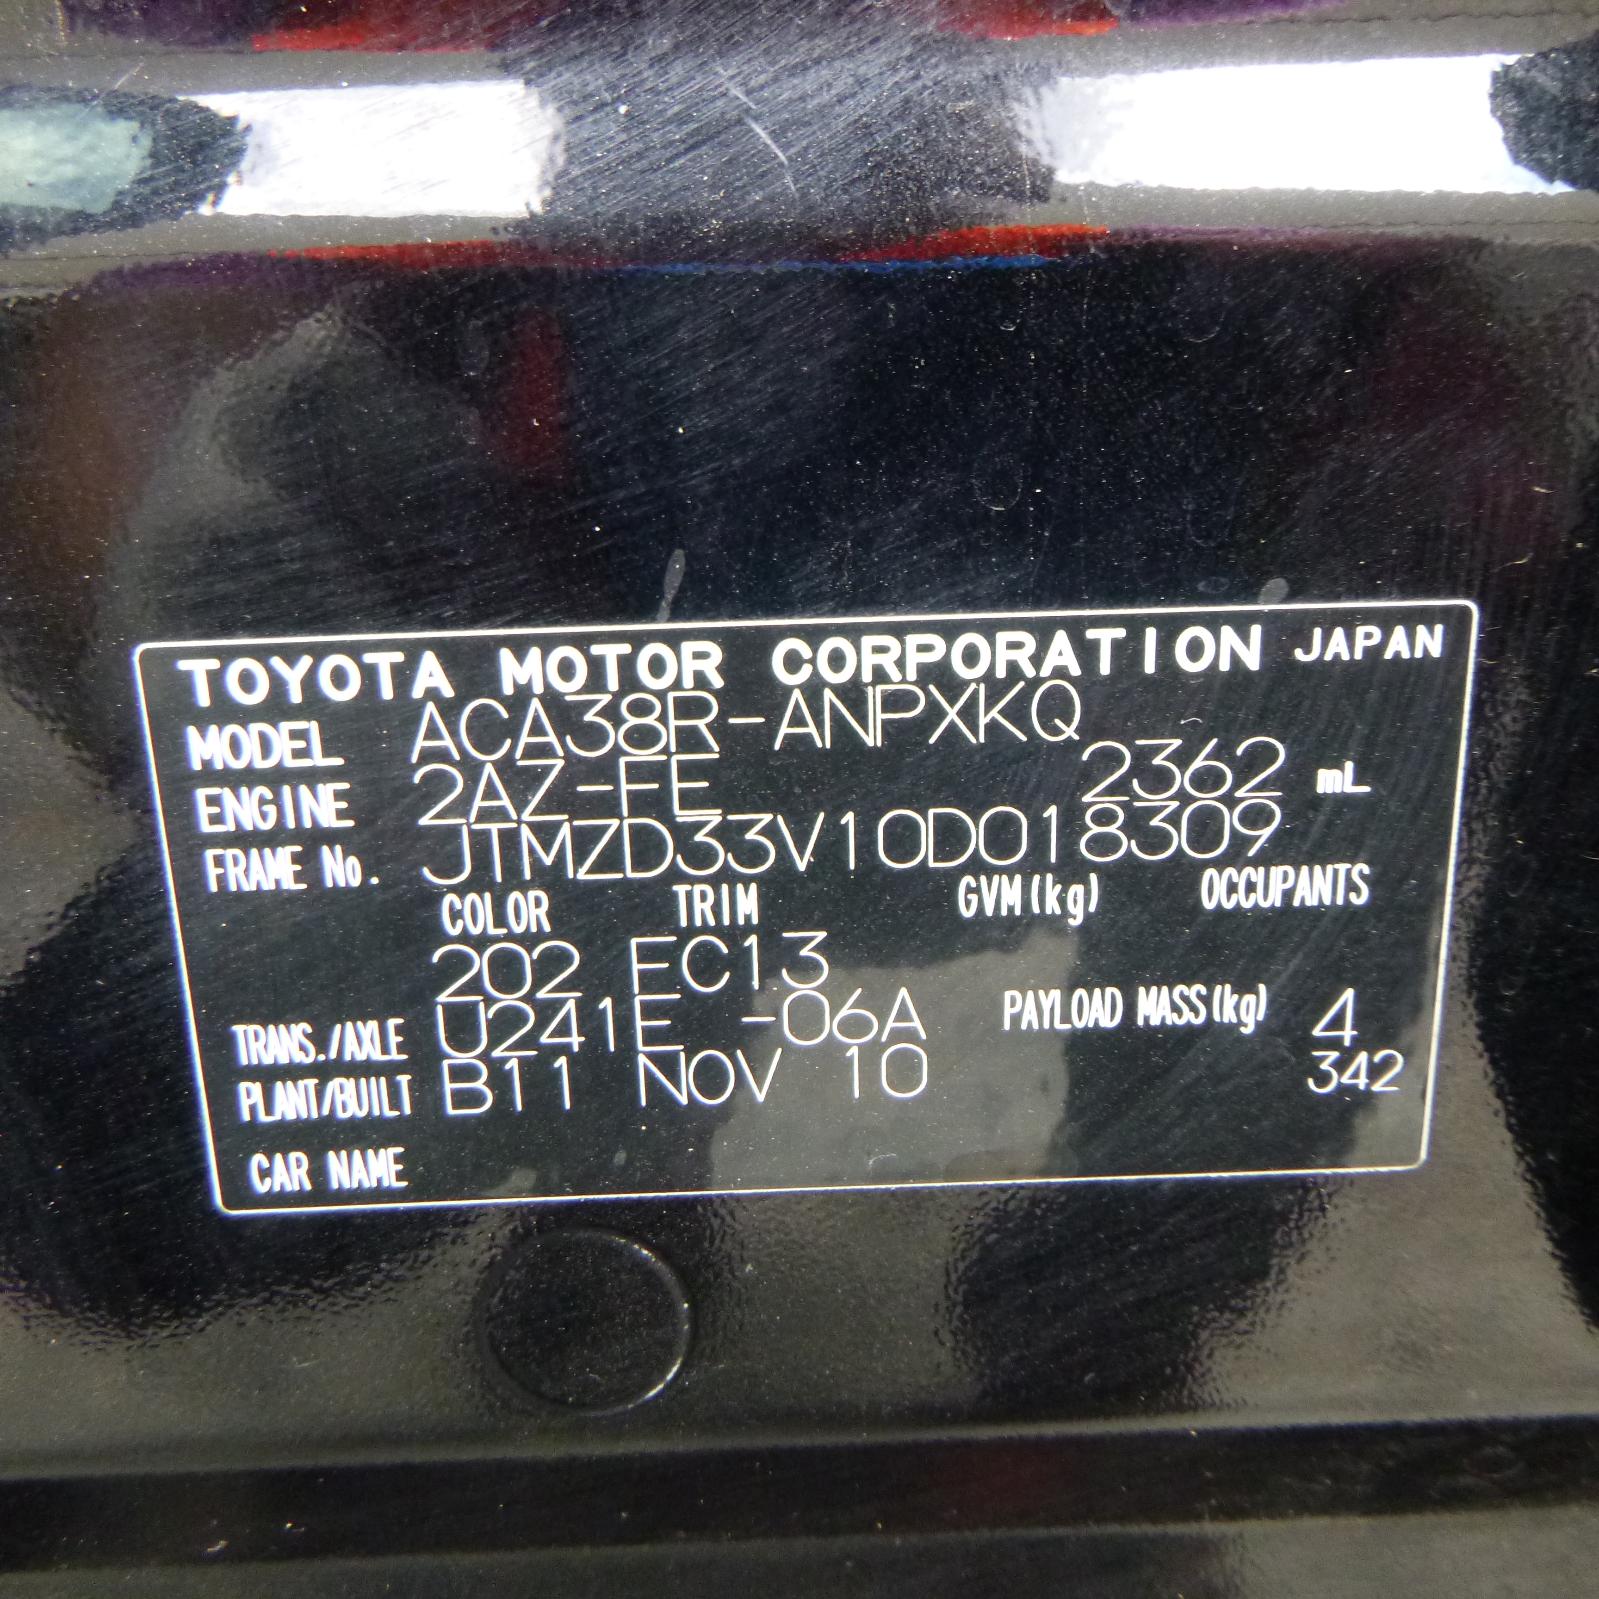 TOYOTA MOTOR CORPORATION JAPAN
MODEL ACA38R-ANPXKQ
ENGINE 2AZ-FE 2362 mL
FRAME No. JTMZD33V10D018309
COLOR TRIM GVM(kg) OCCUPANTS
202 FC13
TRANS./AXLE U241E -06A PAYLOAD MASS(kg) 4
PLANT/BUILT B11 NOV 10 342
CAR NAME